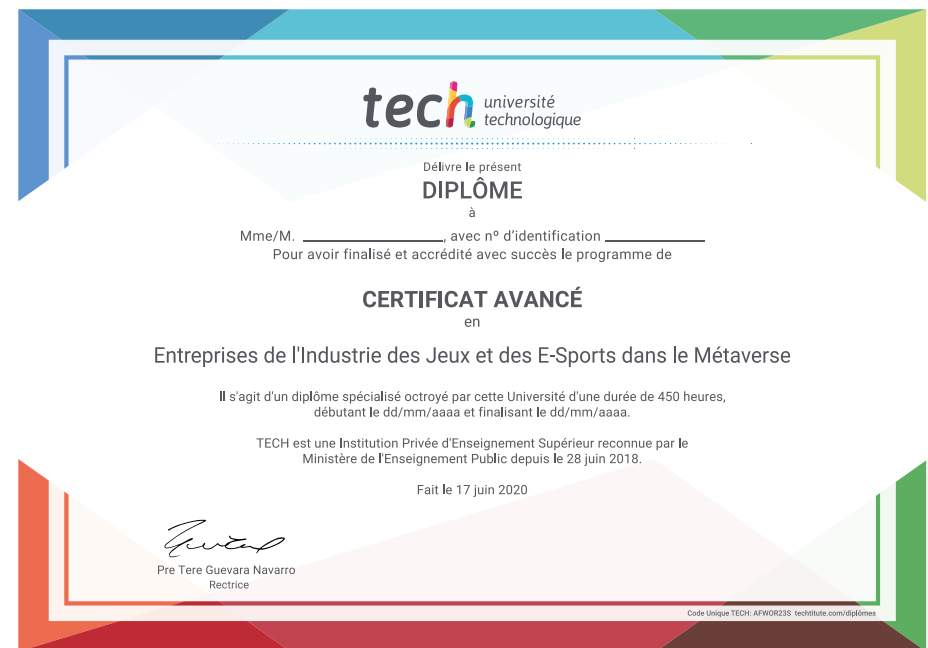 tech université
technologique
Délivre le présent
DIPLÔME
à
Mme/M. ____________________, avec nº d'identification ______________
Pour avoir finalisé et accrédité avec succès le programme de
CERTIFICAT AVANCÉ
en
Entreprises de l'Industrie des Jeux et des E-Sports dans le Métaverse
Il s'agit d'un diplôme spécialisé octroyé par cette Université d'une durée de 450 heures,
débutant le dd/mm/aaaa et finalisant le dd/mm/aaaa.
TECH est une Institution Privée d'Enseignement Supérieur reconnue par le
Ministère de l'Enseignement Public depuis le 28 juin 2018.
Fait le 17 juin 2020
Pre Tere Guevara Navarro
Rectrice
Code Unique TECH: AFWOR23S techtitute.com/diplômes